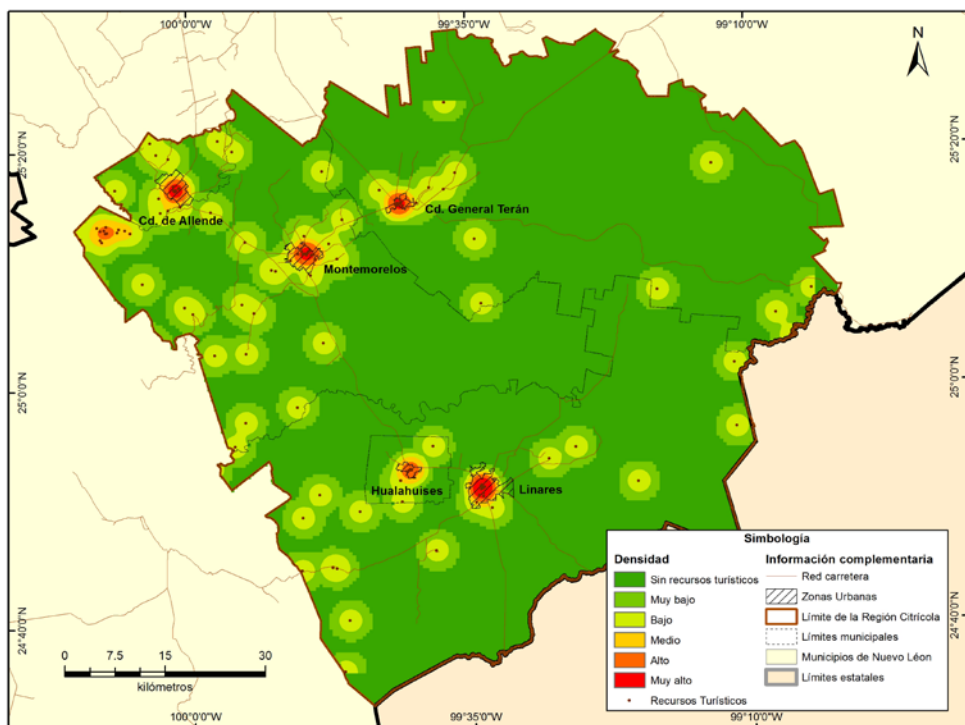 100°0'0"W
99°35'0"W
99°10'0"W
N
25°20'0"N
25°20'0"N
Cd. de Allende
Cd. General Terán
Montemorelos
25°0'0"N
25°0'0"N
Hualahuises
Linares
24°40'0"N
24°40'0"N
0 7.5 15 30
kilómetros
Simbología
Densidad
Sin recursos turísticos
Muy bajo
Bajo
Medio
Alto
Muy alto
Recursos Turísticos
Información complementaria
Red carretera
Zonas Urbanas
Límite de la Región Citrícola
Límites municipales
Municipios de Nuevo Léon
Límites estatales
100°0'0"W
99°35'0"W
99°10'0"W